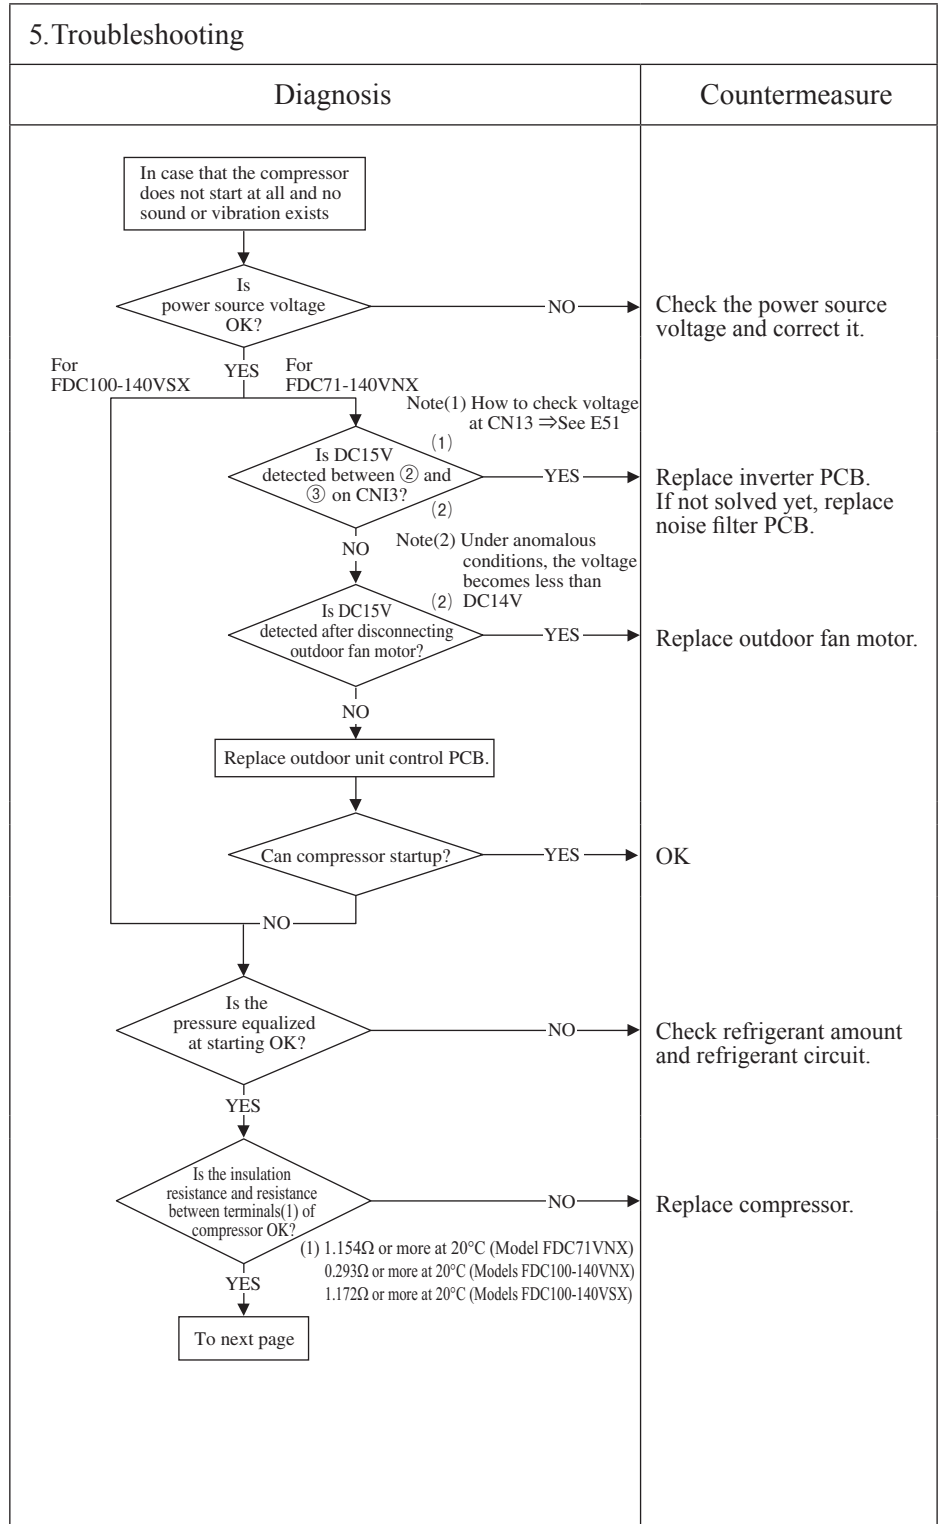 5.Troubleshooting
Diagnosis
Countermeasure
In case that the compressor
does not start at all and no
sound or vibration exists
Is
power source voltage
OK?
NO
Check the power source
voltage and correct it.
YES
For
FDC100-140VSX
For
FDC71-140VNX
Note(1) How to check voltage
at CN13 ⇒See E51
(1)
Is DC15V
detected between ② and
③ on CNI3?
(2)
YES
Replace inverter PCB.
If not solved yet, replace
noise filter PCB.
NO
Note(2) Under anomalous
conditions, the voltage
becomes less than
DC14V
(2)
Is DC15V
detected after disconnecting
outdoor fan motor?
YES
Replace outdoor fan motor.
NO
Replace outdoor unit control PCB.
Can compressor startup?
YES
OK
NO
Is the
pressure equalized
at starting OK?
NO
Check refrigerant amount
and refrigerant circuit.
YES
Is the insulation
resistance and resistance
between terminals(1) of
compressor OK?
NO
Replace compressor.
(1) 1.154Ω or more at 20°C (Model FDC71VNX)
0.293Ω or more at 20°C (Models FDC100-140VNX)
1.172Ω or more at 20°C (Models FDC100-140VSX)
YES
To next page